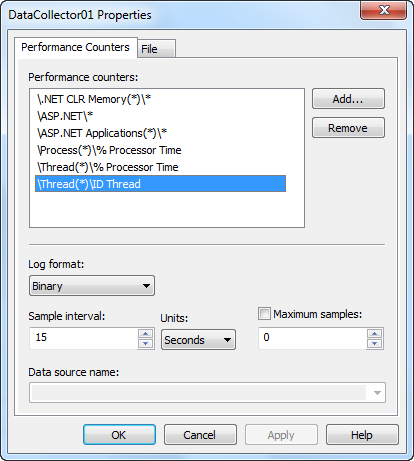 DataCollector01 Properties
Performance Counters
File
Performance counters:
\.NET CLR Memory(*)\*
\ASP.NET\*
\ASP.NET Applications(*)\*
\Process(*)\% Processor Time
\Thread(*)\% Processor Time
\Thread(*)\ID Thread
Add...
Remove
Log format:
Binary
Sample interval:
Units:
Maximum samples:
15
Seconds
0
Data source name:
OK
Cancel
Apply
Help